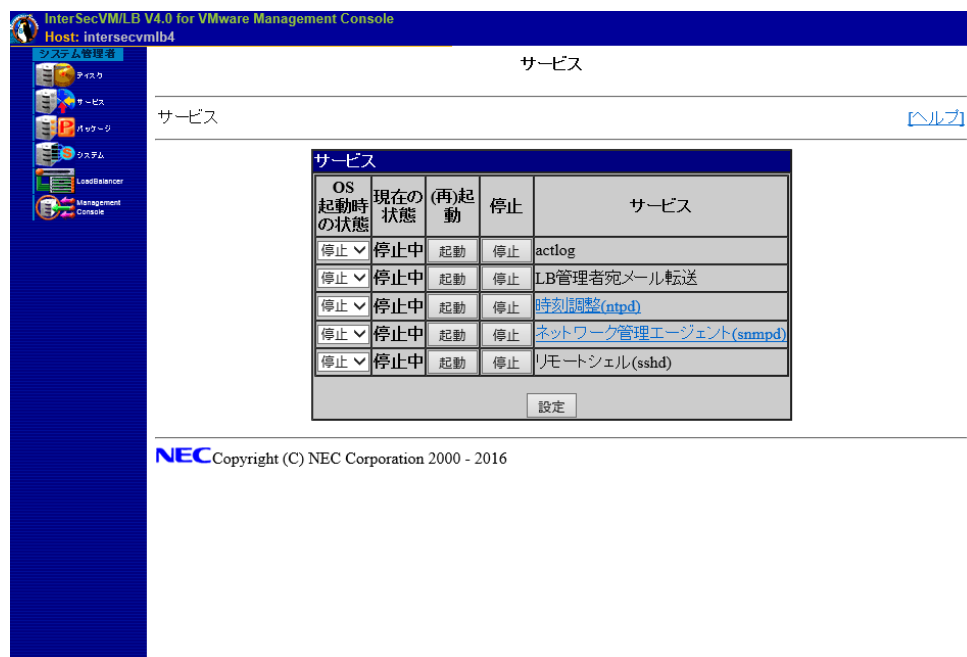 InterSecVM/LB V4.0 for VMware Management Console
Host: intersecvmlb4
システム管理者
ディスク
サービス
パッケージ
システム
LoadBalancer
Management
Console
サービス
サービス
[ヘルプ]
サービス
OS
起動時
の状態
現在の
状態
(再)起
動
停止
サービス
停止 停止中 起動 停止 actlog
停止 停止中 起動 停止 LB管理者宛メール転送
停止 停止中 起動 停止 時刻調整(ntpd)
停止 停止中 起動 停止 ネットワーク管理エージェント(snmpd)
停止 停止中 起動 停止 リモートシェル(sshd)
設定
NEC Copyright (C) NEC Corporation 2000 - 2016